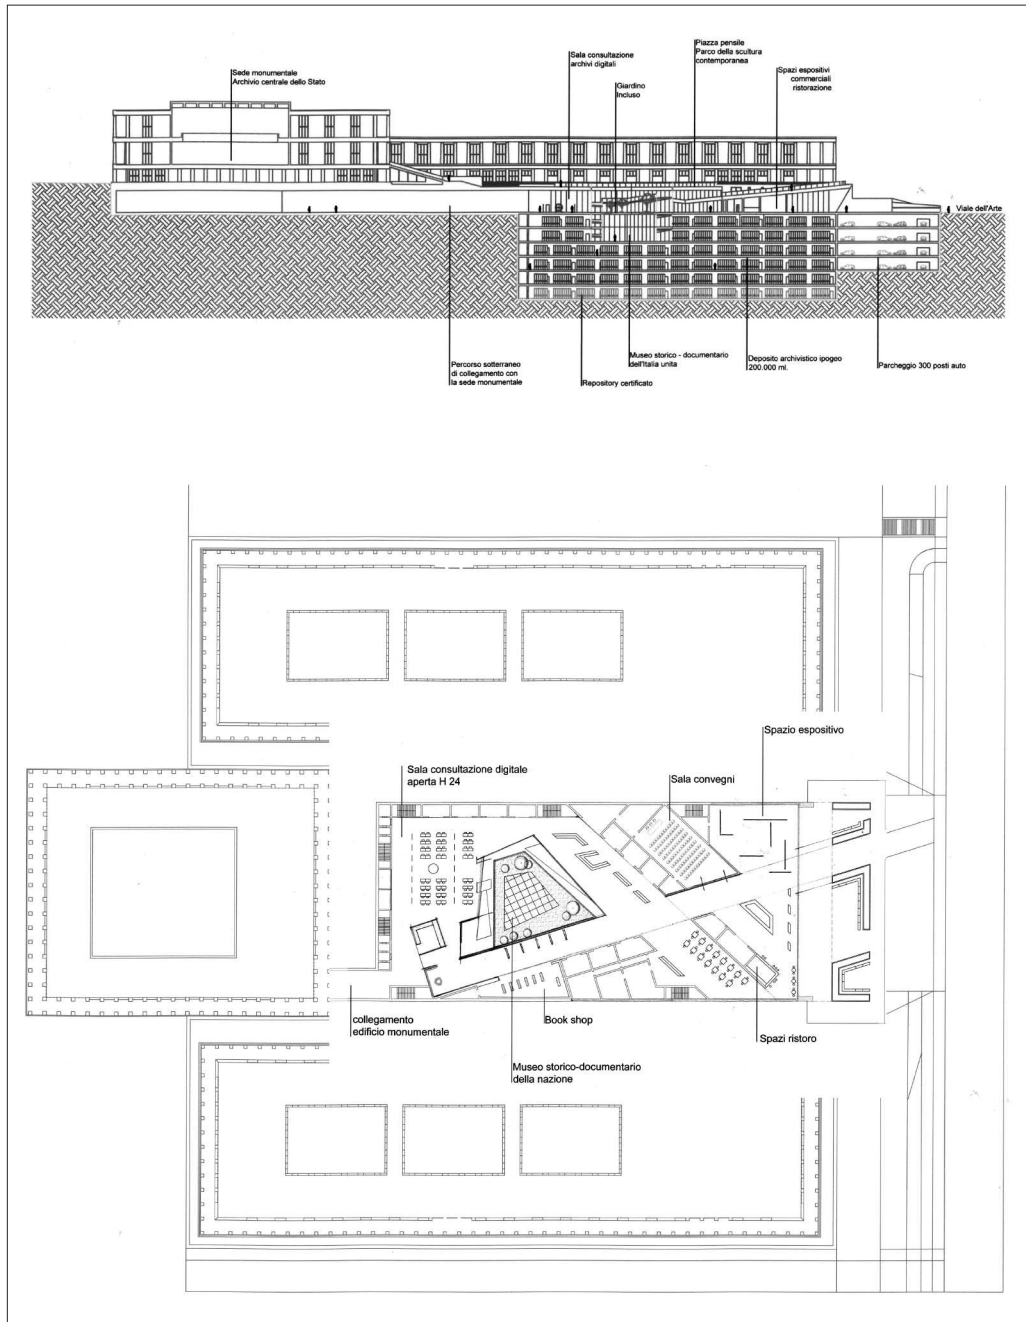 Piazza pensile
Parco della scultura
contemporanea
Sala consultazione
archivi digitali
Spazi espositivi
commerciali
ristorazione
Sede monumentale
Archivio centrale dello Stato
Giardino
Incluso
Viale dell'Arte
Percorso sotterraneo
di collegamento con
la sede monumentale
Museo storico - documentario
dell'Italia unita
Deposito archivistico ipogeo
200.000 ml.
Parcheggio 300 posti auto
Repository certificato
Spazio espositivo
Sala consultazione digitale
aperta H 24
Sala convegni
collegamento
edificio monumentale
Book shop
Spazi ristoro
Museo storico-documentario
della nazione